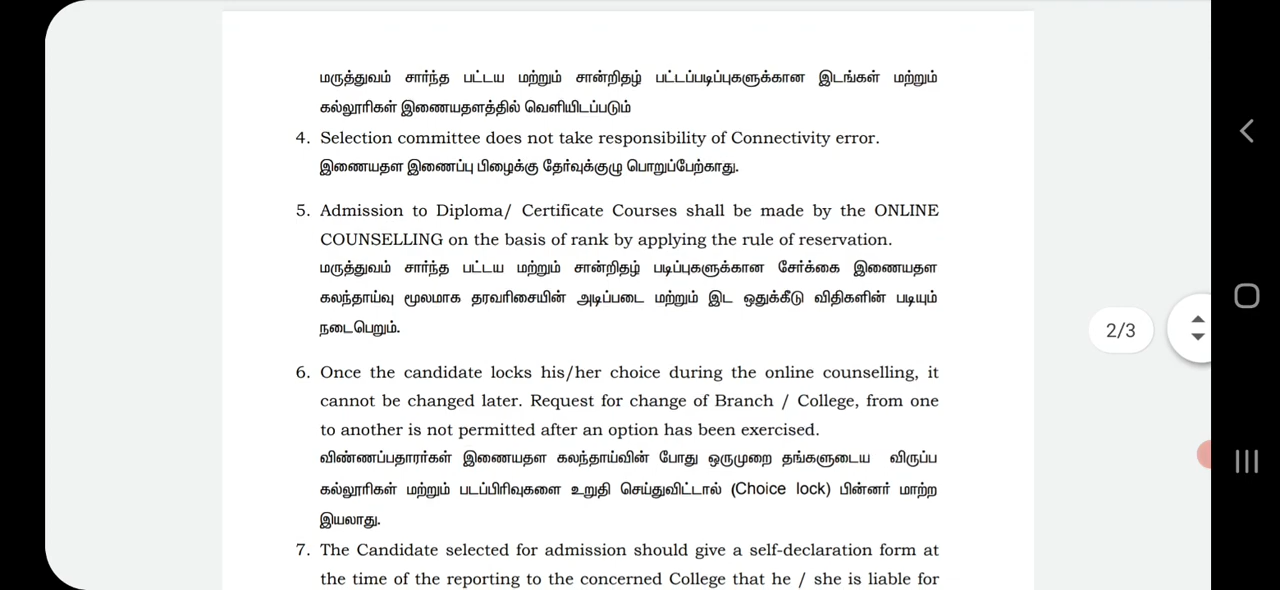 மருத்துவம் சார்ந்த பட்டய மற்றும் சான்றிதழ் பட்டப்படிப்புகளுக்கான இடங்கள் மற்றும்
கல்லூரிகள் இணையதளத்தில் வெளியிடப்படும்
4. Selection committee does not take responsibility of Connectivity error.
இணையதள இணைப்பு பிழைக்கு தேர்வுக்குழு பொறுப்பேற்காது.
5. Admission to Diploma/ Certificate Courses shall be made by the ONLINE
COUNSELLING on the basis of rank by applying the rule of reservation.
மருத்துவம் சார்ந்த பட்டய மற்றும் சான்றிதழ் படிப்புகளுக்கான சேர்க்கை இணையதள
கலந்தாய்வு மூலமாக தரவரிசையின் அடிப்படை மற்றும் இட ஒதுக்கீடு விதிகளின் படியும்
நடைபெறும்.
2/3
6. Once the candidate locks his/her choice during the online counselling, it
cannot be changed later. Request for change of Branch / College, from one
to another is not permitted after an option has been exercised.
விண்ணப்பதாரர்கள் இணையதள கலந்தாய்வின் போது ஒருமுறை தங்களுடைய விருப்ப
கல்லூரிகள் மற்றும் படப்பிரிவுகளை உறுதி செய்துவிட்டால் (Choice lock) பின்னர் மாற்ற
இயலாது.
7. The Candidate selected for admission should give a self-declaration form at
the time of the reporting to the concerned College that he / she is liable for